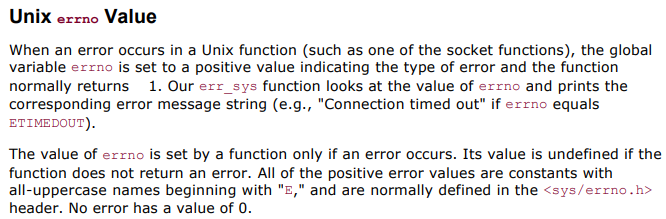 Unix errno Value
When an error occurs in a Unix function (such as one of the socket functions), the global
variable errno is set to a positive value indicating the type of error and the function
normally returns 1. Our err_sys function looks at the value of errno and prints the
corresponding error message string (e.g., "Connection timed out" if errno equals
ETIMEDOUT).
The value of errno is set by a function only if an error occurs. Its value is undefined if the
function does not return an error. All of the positive error values are constants with
all-uppercase names beginning with "E," and are normally defined in the <sys/errno.h>
header. No error has a value of 0.